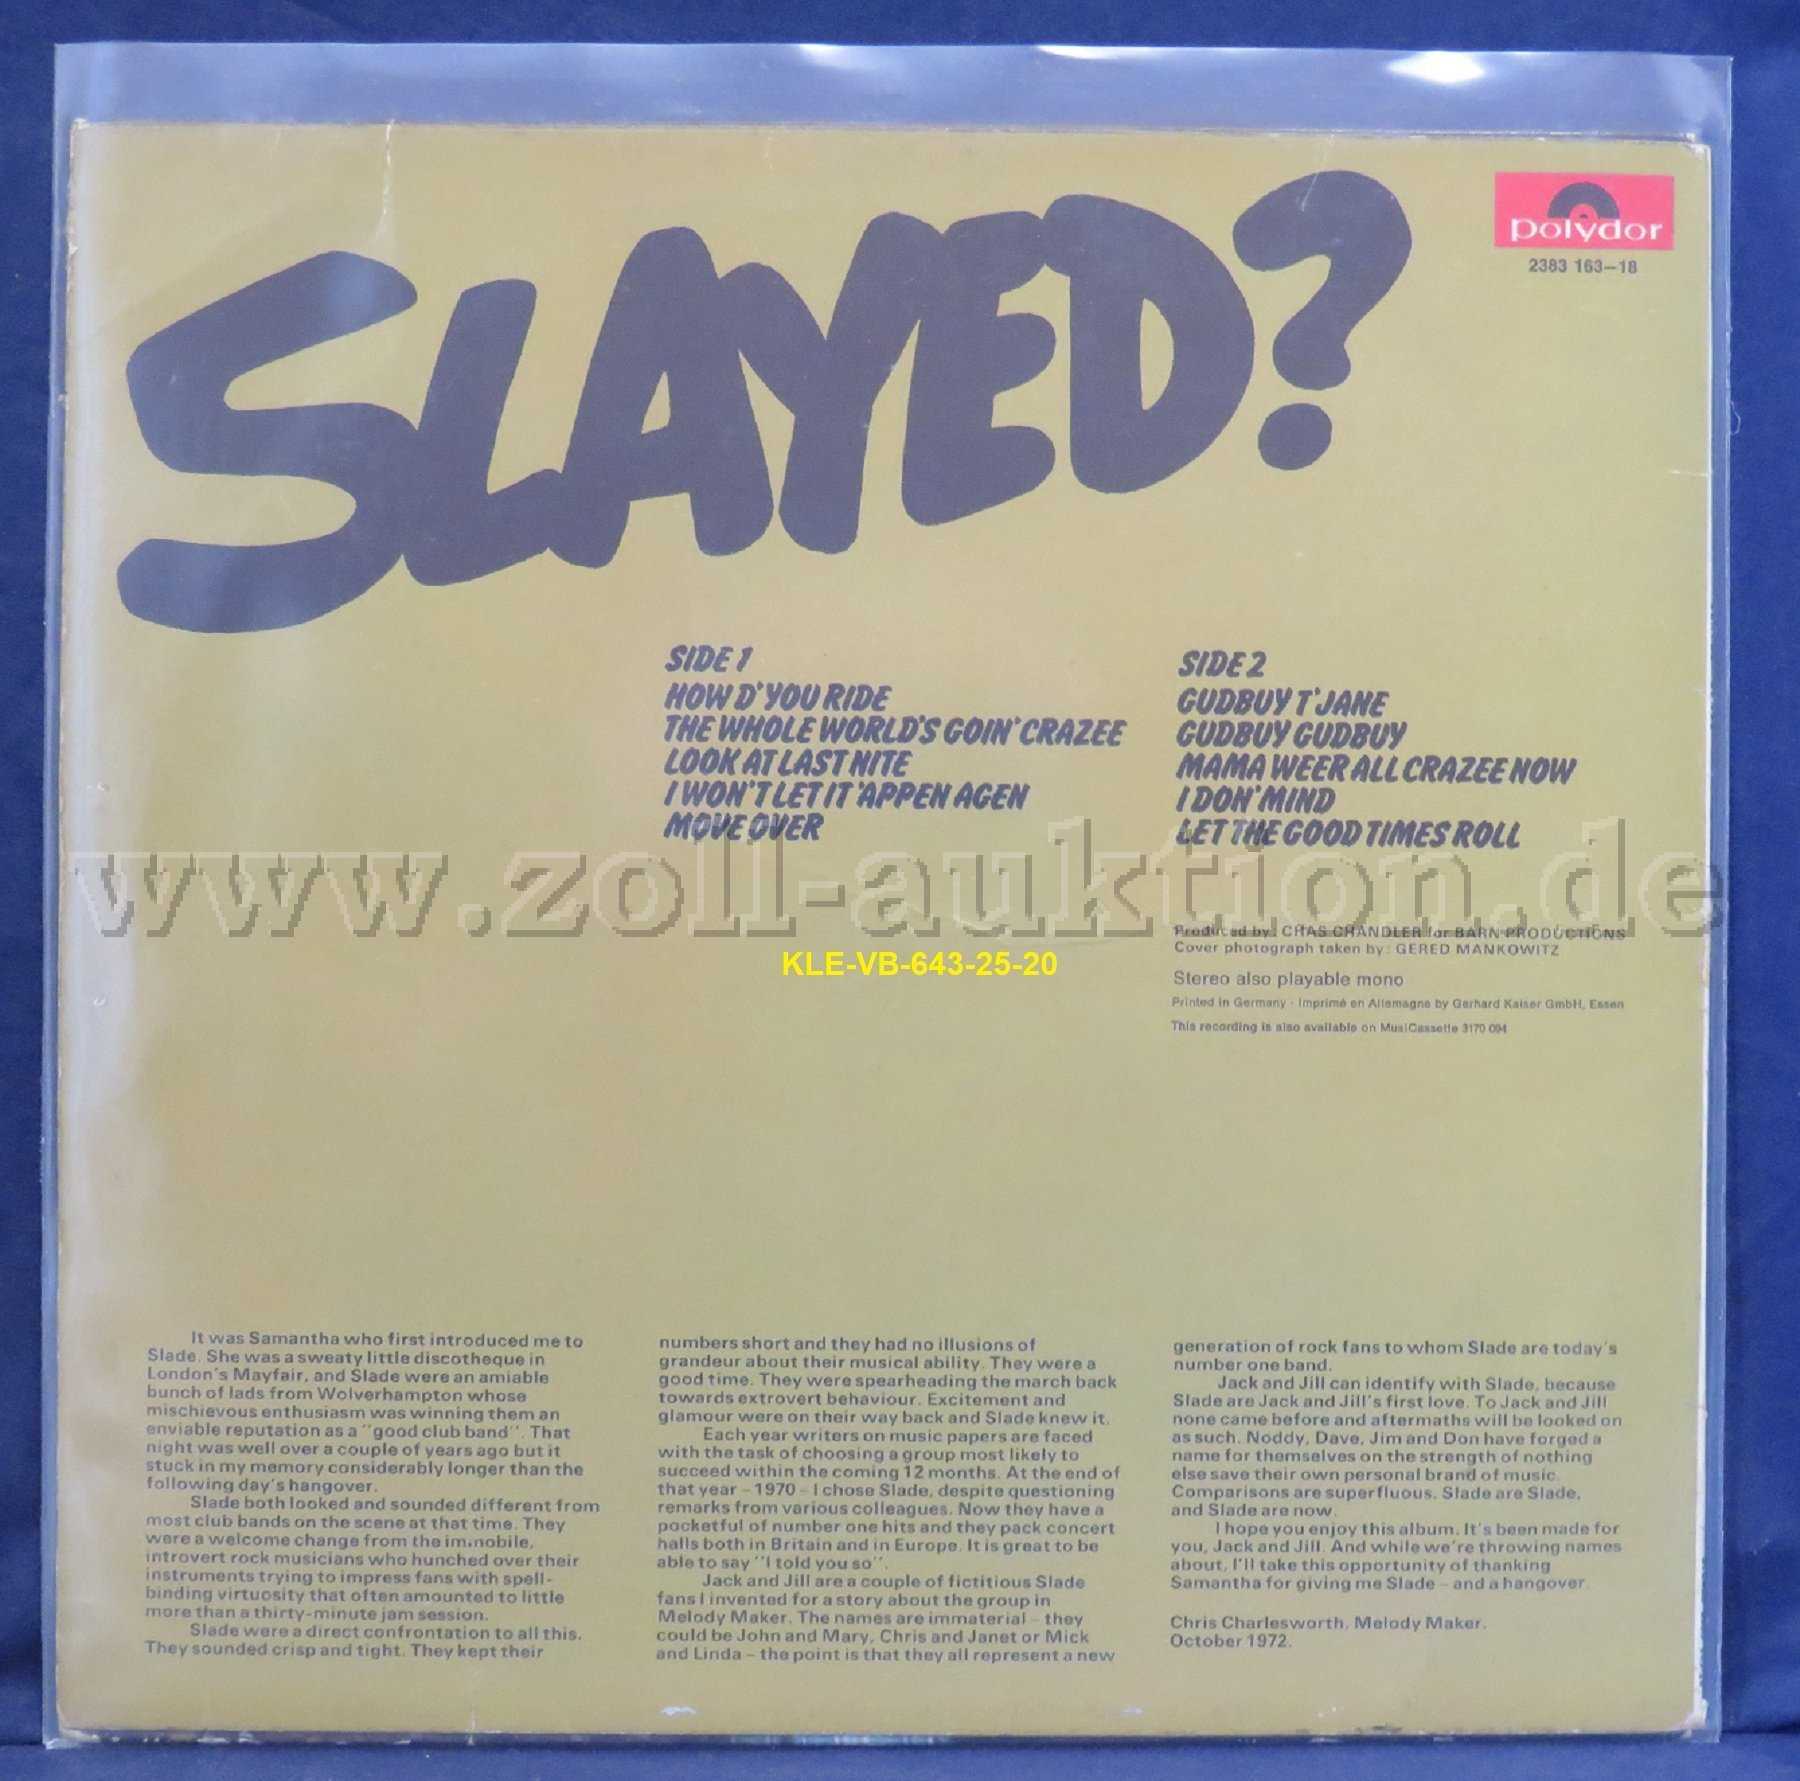 SLAYED?
polydor
2383 163-18
SIDE 1
HOW D'YOU RIDE
THE WHOLE WORLD'S GOIN' CRAZEE
LOOK AT LAST NITE
I WON'T LET IT 'APPEN AGEN
MOVE OVER
SIDE 2
GUDBUY T'JANE
GUDBUY GUDBUY
MAMA WEER ALL CRAZEE NOW
I DON' MIND
LET THE GOOD TIMES ROLL
www.zoll-auktion.de
KLE-VB-643-25-20
Produced by: CHAS CHANDLER for BARN PRODUCTIONS
Cover photograph taken by: GERED MANKOWITZ
Stereo also playable mono
Printed in Germany · Imprimé en Allemagne by Gerhard Kaiser GmbH, Essen
This recording is also available on MusiCassette 3170 094
It was Samantha who first introduced me to
Slade. She was a sweaty little discotheque in
London's Mayfair, and Slade were an amiable
bunch of lads from Wolverhampton whose
mischievous enthusiasm was winning them an
enviable reputation as a "good club band". That
night was well over a couple of years ago but it
stuck in my memory considerably longer than the
following day's hangover.
Slade both looked and sounded different from
most club bands on the scene at that time. They
were a welcome change from the immobile,
introvert rock musicians who hunched over their
instruments trying to impress fans with spell-
binding virtuosity that often amounted to little
more than a thirty-minute jam session.
Slade were a direct confrontation to all this.
They sounded crisp and tight. They kept their
numbers short and they had no illusions of
grandeur about their musical ability. They were a
good time. They were spearheading the march back
towards extrovert behaviour. Excitement and
glamour were on their way back and Slade knew it.
Each year writers on music papers are faced
with the task of choosing a group most likely to
succeed within the coming 12 months. At the end of
that year – 1970 – I chose Slade, despite questioning
remarks from various colleagues. Now they have a
pocketful of number one hits and they pack concert
halls both in Britain and in Europe. It is great to be
able to say "I told you so".
Jack and Jill are a couple of fictitious Slade
fans I invented for a story about the group in
Melody Maker. The names are immaterial – they
could be John and Mary, Chris and Janet or Mick
and Linda – the point is that they all represent a new
generation of rock fans to whom Slade are today's
number one band.
Jack and Jill can identify with Slade, because
Slade are Jack and Jill's first love. To Jack and Jill
none came before and aftermaths will be looked on
as such. Noddy, Dave, Jim and Don have forged a
name for themselves on the strength of nothing
else save their own personal brand of music.
Comparisons are superfluous. Slade are Slade,
and Slade are now.
I hope you enjoy this album. It's been made for
you, Jack and Jill. And while we're throwing names
about, I'll take this opportunity of thanking
Samantha for giving me Slade – and a hangover.
Chris Charlesworth, Melody Maker.
October 1972.